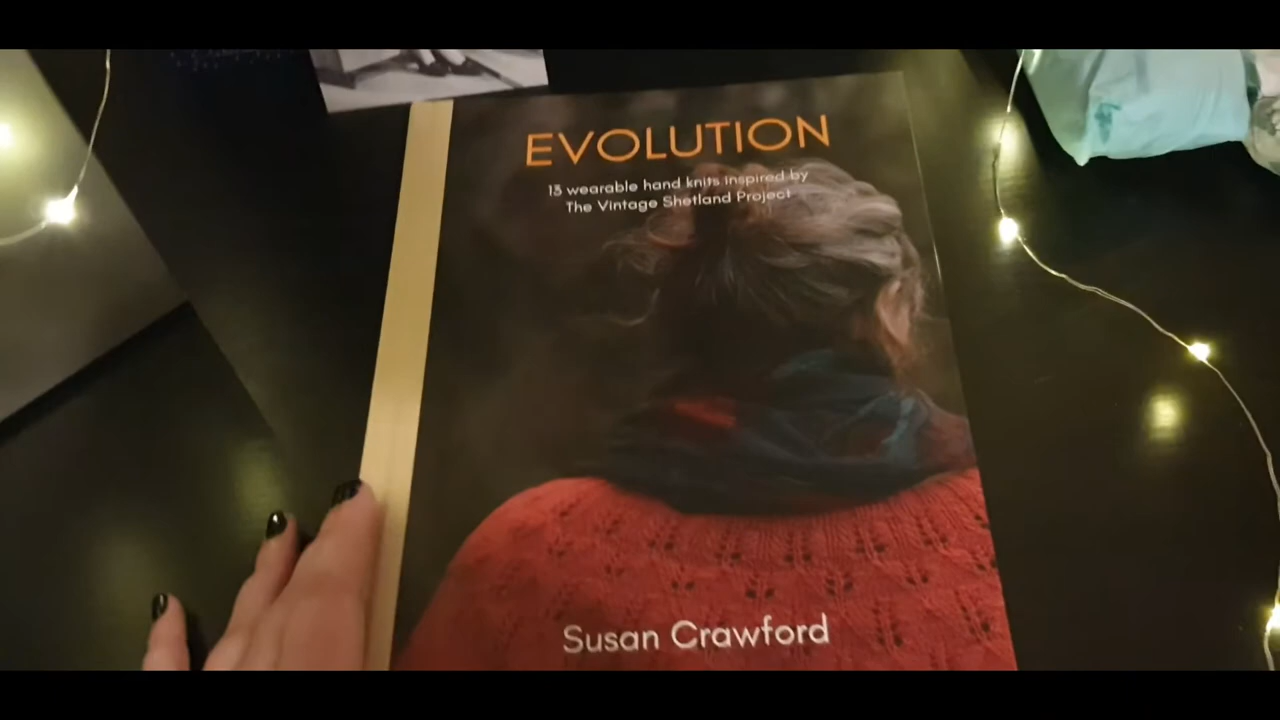 EVOLUTION
13 wearable hand knits inspired by
The Vintage Shetland Project
Susan Crawford